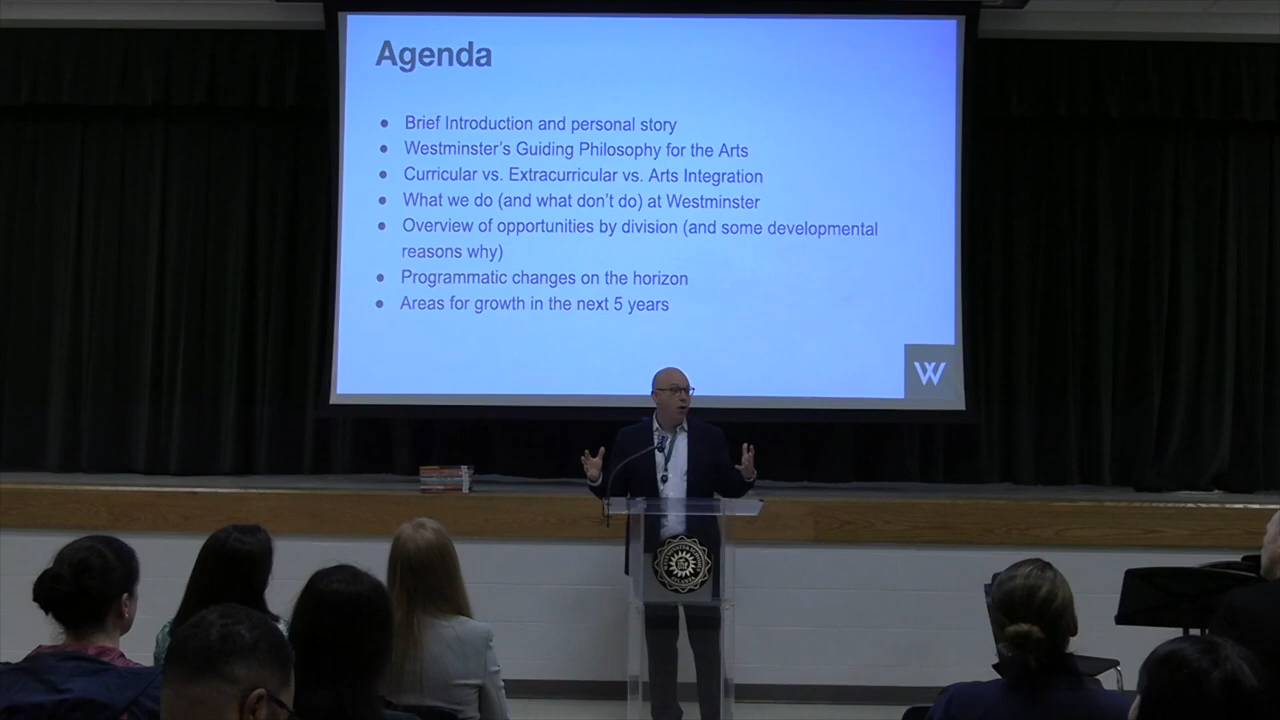 Agenda
● Brief Introduction and personal story
● Westminster's Guiding Philosophy for the Arts
● Curricular vs. Extracurricular vs. Arts Integration
● What we do (and what don't do) at Westminster
● Overview of opportunities by division (and some developmental
reasons why)
● Programmatic changes on the horizon
● Areas for growth in the next 5 years
W
ATLANTA